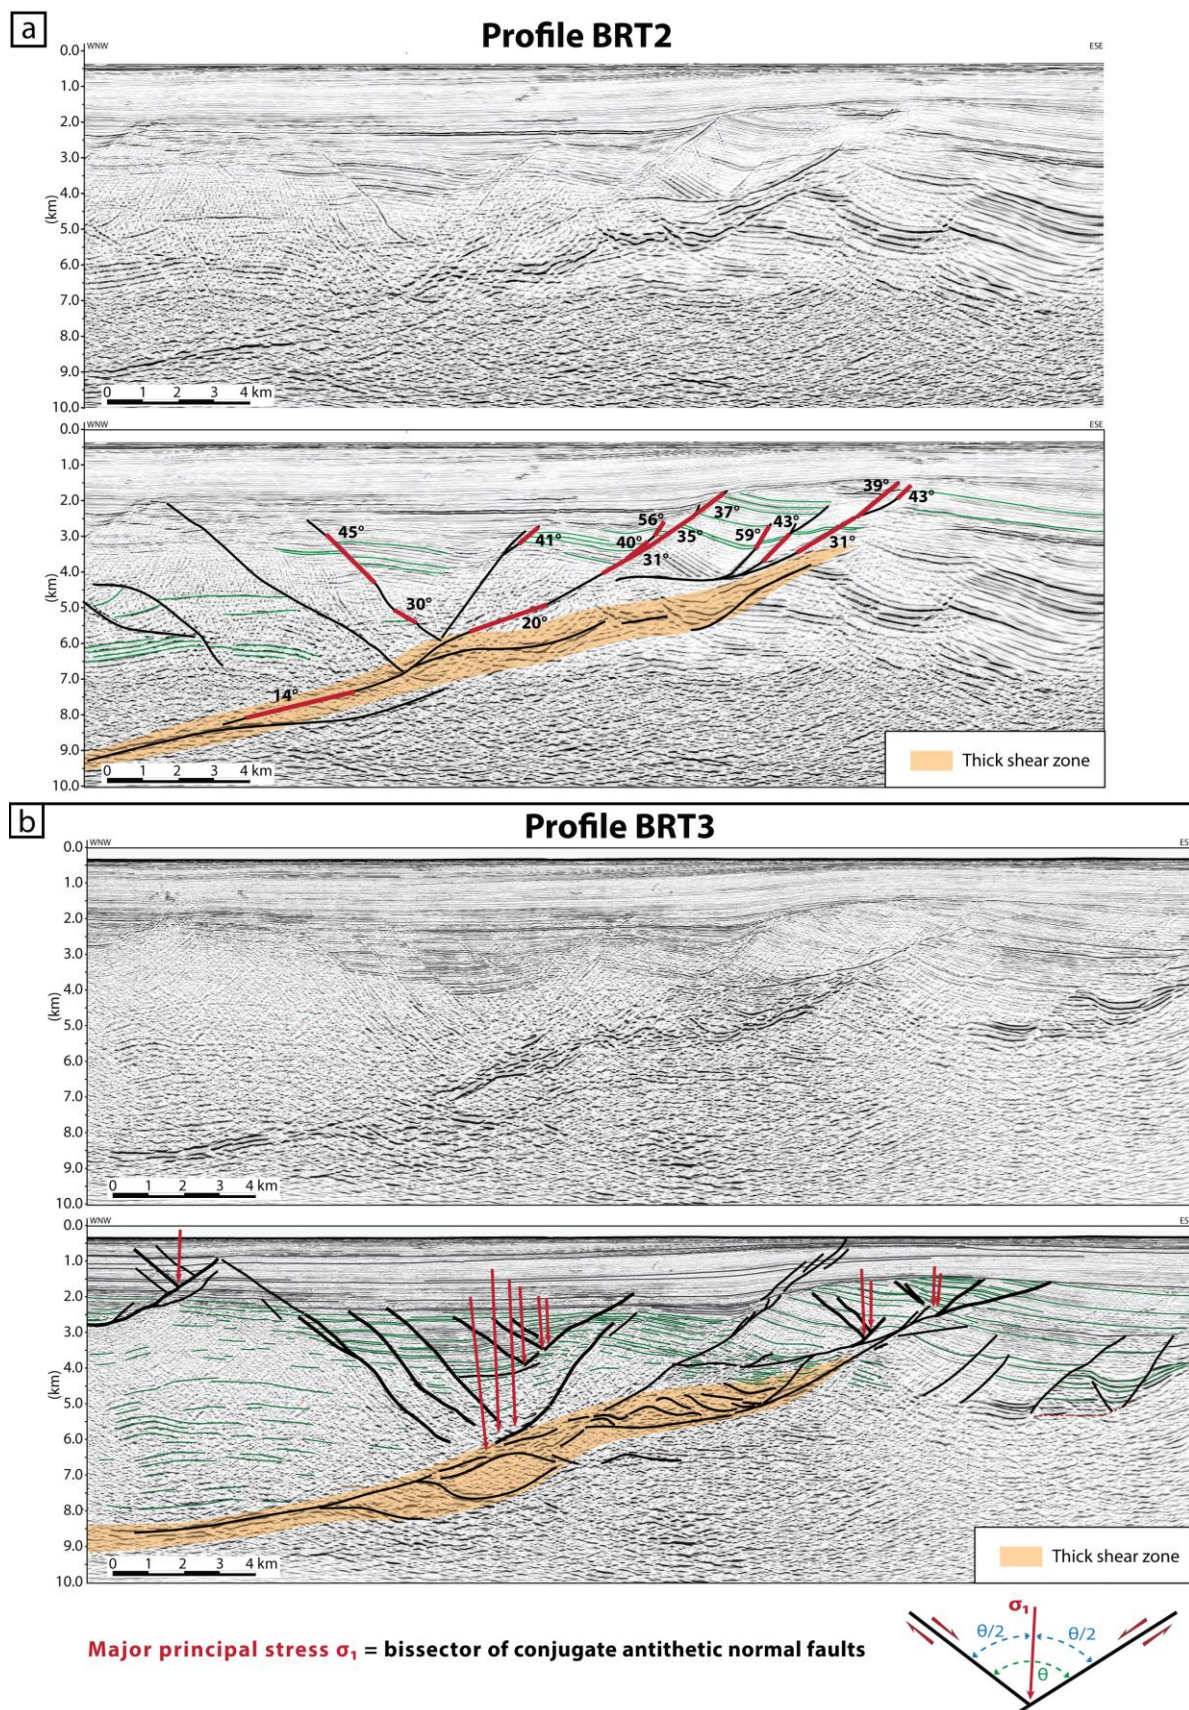 a
Profile BRT2
WNW
ESE
0.0
1.0
2.0
3.0
4.0
5.0
6.0
7.0
8.0
9.0
10.0
(km)
0 1 2 3 4 km
WNW
ESE
0.0
1.0
2.0
3.0
4.0
5.0
6.0
7.0
8.0
9.0
10.0
(km)
39°
43°
45°
56°
37°
43°
41°
40°
35°
59°
31°
31°
30°
20°
14°
0 1 2 3 4 km
Thick shear zone
b
Profile BRT3
WNW
ES
0.0
1.0
2.0
3.0
4.0
5.0
6.0
7.0
8.0
9.0
10.0
(km)
0 1 2 3 4 km
WNW
ES
0.0
1.0
2.0
3.0
4.0
5.0
6.0
7.0
8.0
9.0
10.0
(km)
0 1 2 3 4 km
Thick shear zone
Major principal stress σ₁ = bissector of conjugate antithetic normal faults
σ₁
θ/2 θ/2
θ